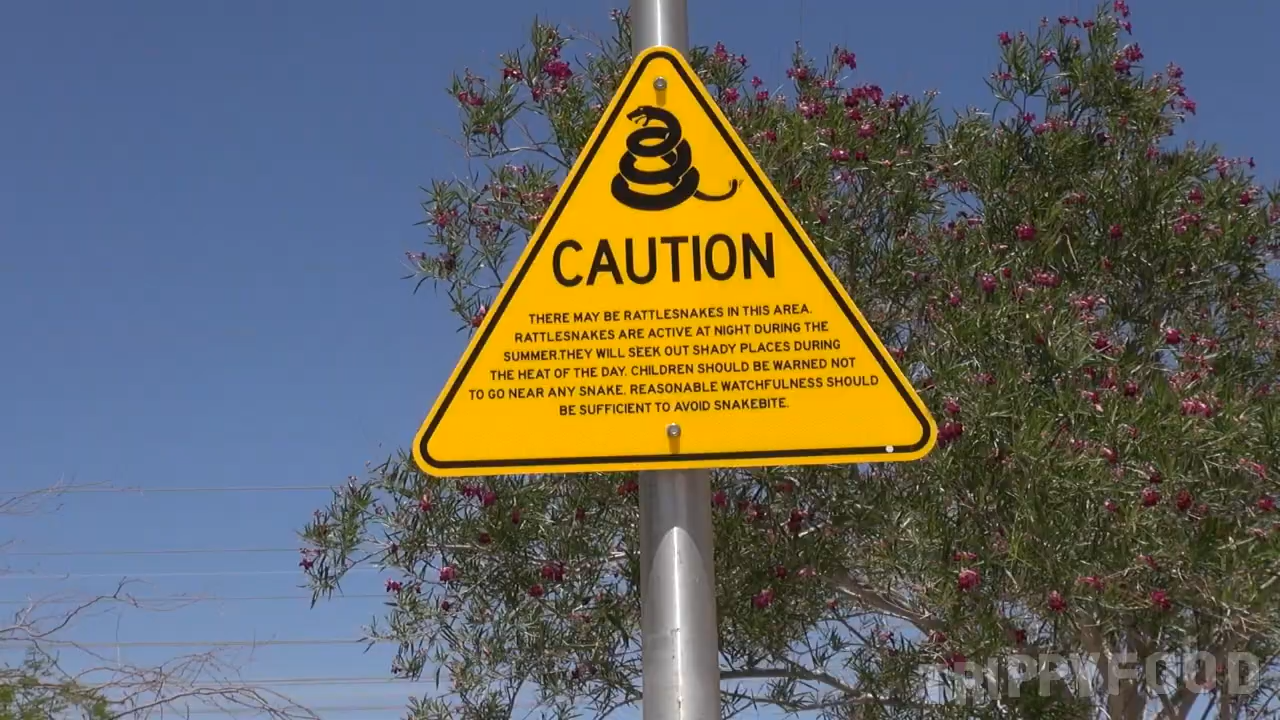 CAUTION
THERE MAY BE RATTLESNAKES IN THIS AREA.
RATTLESNAKES ARE ACTIVE AT NIGHT DURING THE
SUMMER.THEY WILL SEEK OUT SHADY PLACES DURING
THE HEAT OF THE DAY. CHILDREN SHOULD BE WARNED NOT
TO GO NEAR ANY SNAKE. REASONABLE WATCHFULNESS SHOULD
BE SUFFICIENT TO AVOID SNAKEBITE.
TRIPPYFOOD